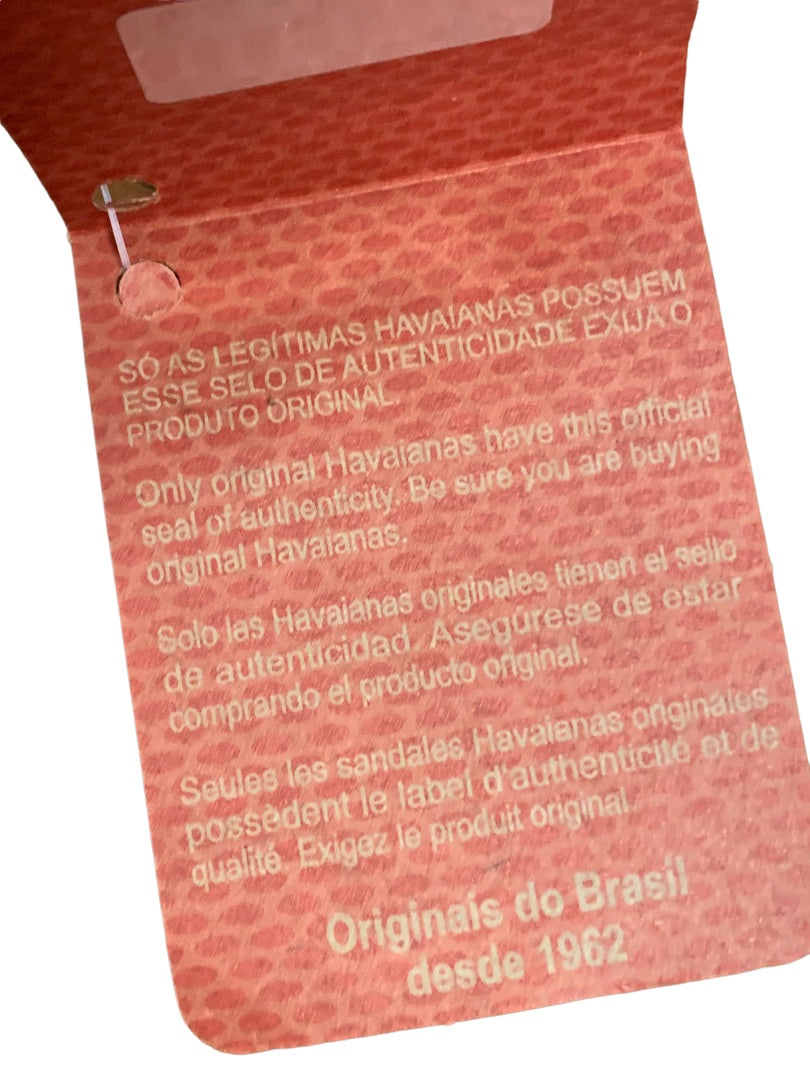 SÓ AS LEGÍTIMAS HAVAIANAS POSSUEM
ESSE SELO DE AUTENTICIDADE EXIJA O
PRODUTO ORIGINAL.
Only original Havaianas have this official
seal of authenticity. Be sure you are buying
original Havaianas.
Solo las Havaianas originales tienen el sello
de autenticidad. Asegúrese de estar
comprando el producto original.
Seules les sandales Havaianas originales
possèdent le label d'authenticité et de
qualité. Exigez le produit original.
Originais do Brasil
desde 1962